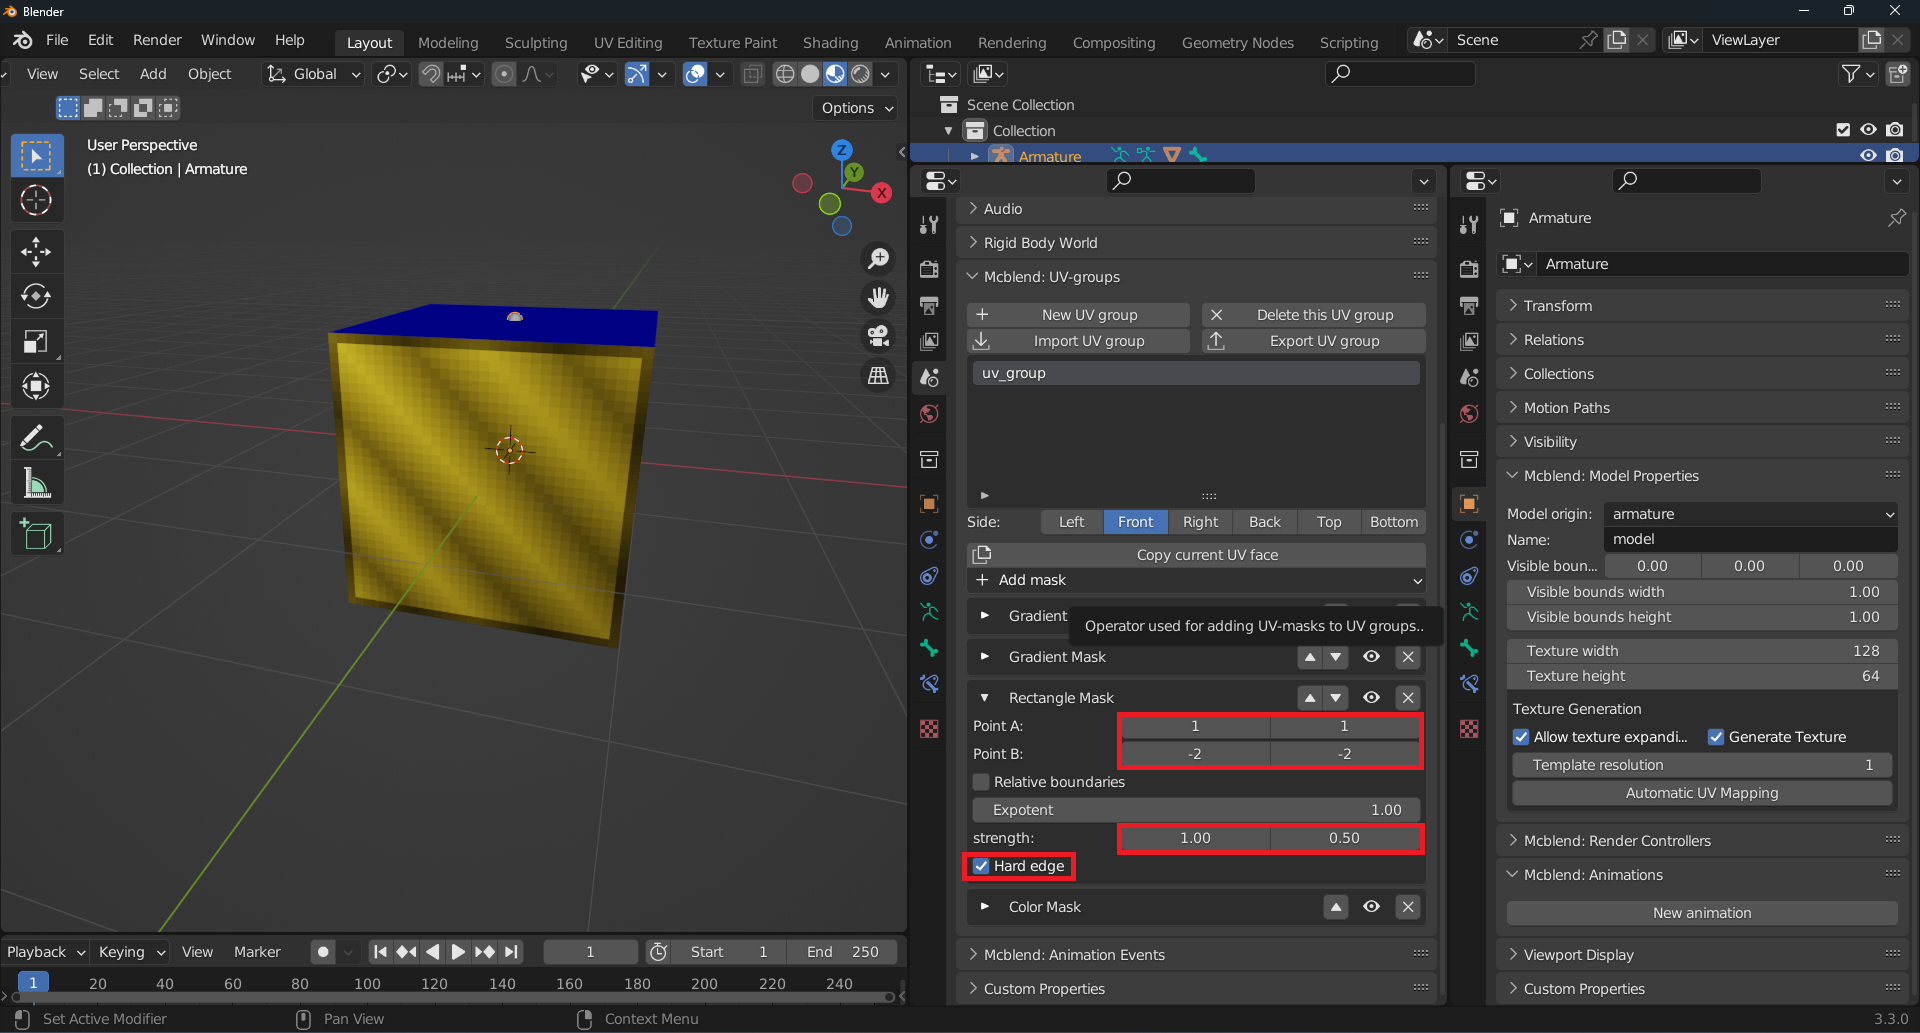 Blender
File Edit Render Window Help Layout Modeling Sculpting UV Editing Texture Paint Shading Animation Rendering Compositing Geometry Nodes Scripting Scene ViewLayer
View Select Add Object Global
Options
User Perspective
(1) Collection | Armature
Z
Y
X
Scene Collection
Collection
Armature
Audio
Rigid Body World
Mcblend: UV-groups
New UV group Delete this UV group
Import UV group Export UV group
uv_group
Side: Left Front Right Back Top Bottom
Copy current UV face
Add mask
Gradient
Operator used for adding UV-masks to UV groups..
Gradient Mask
Rectangle Mask
Point A: 1 1
Point B: -2 -2
Relative boundaries
Expotent 1.00
strength: 1.00 0.50
Hard edge
Color Mask
Mcblend: Animation Events
Custom Properties
Armature
Armature
Transform
Relations
Collections
Motion Paths
Visibility
Mcblend: Model Properties
Model origin: armature
Name: model
Visible boun... 0.00 0.00 0.00
Visible bounds width 1.00
Visible bounds height 1.00
Texture width 128
Texture height 64
Texture Generation
Allow texture expandi... Generate Texture
Template resolution 1
Automatic UV Mapping
Mcblend: Render Controllers
Mcblend: Animations
New animation
Viewport Display
Custom Properties
Playback Keying View Marker 1 Start 1 End 250
1 20 40 60 80 100 120 140 160 180 200 220 240
Set Active Modifier Pan View Context Menu 3.3.0